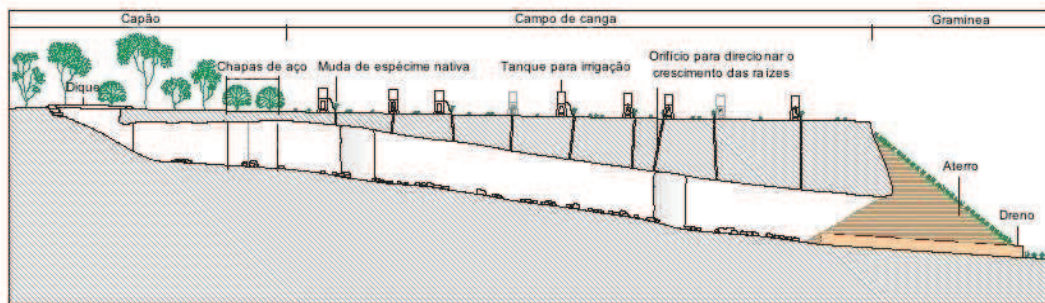 Capão
Campo de canga
Gramínea
Orifício para direcionar o
crescimento das raízes
Chapas de aço
Muda de espécime nativa
Tanque para irrigação
Dique
Aterro
Dreno